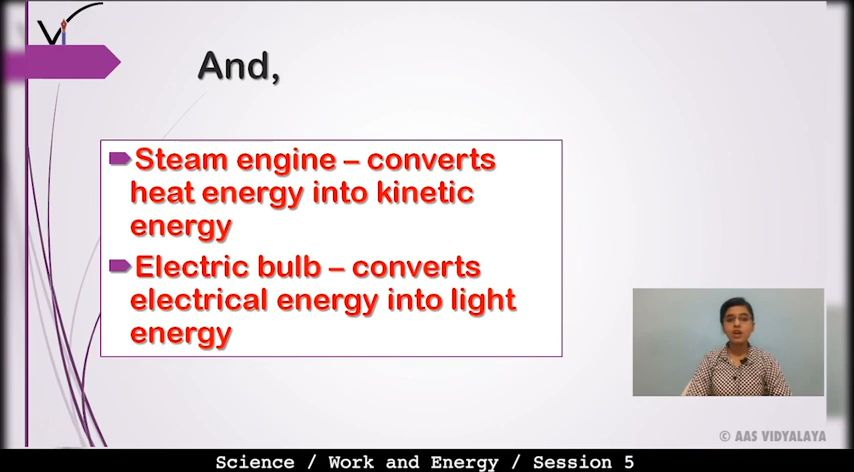 Vi
And,
Steam engine – converts
heat energy into kinetic
energy
Electric bulb – converts
electrical energy into light
energy
© AAS VIDYALAYA
Science / Work and Energy / Session 5